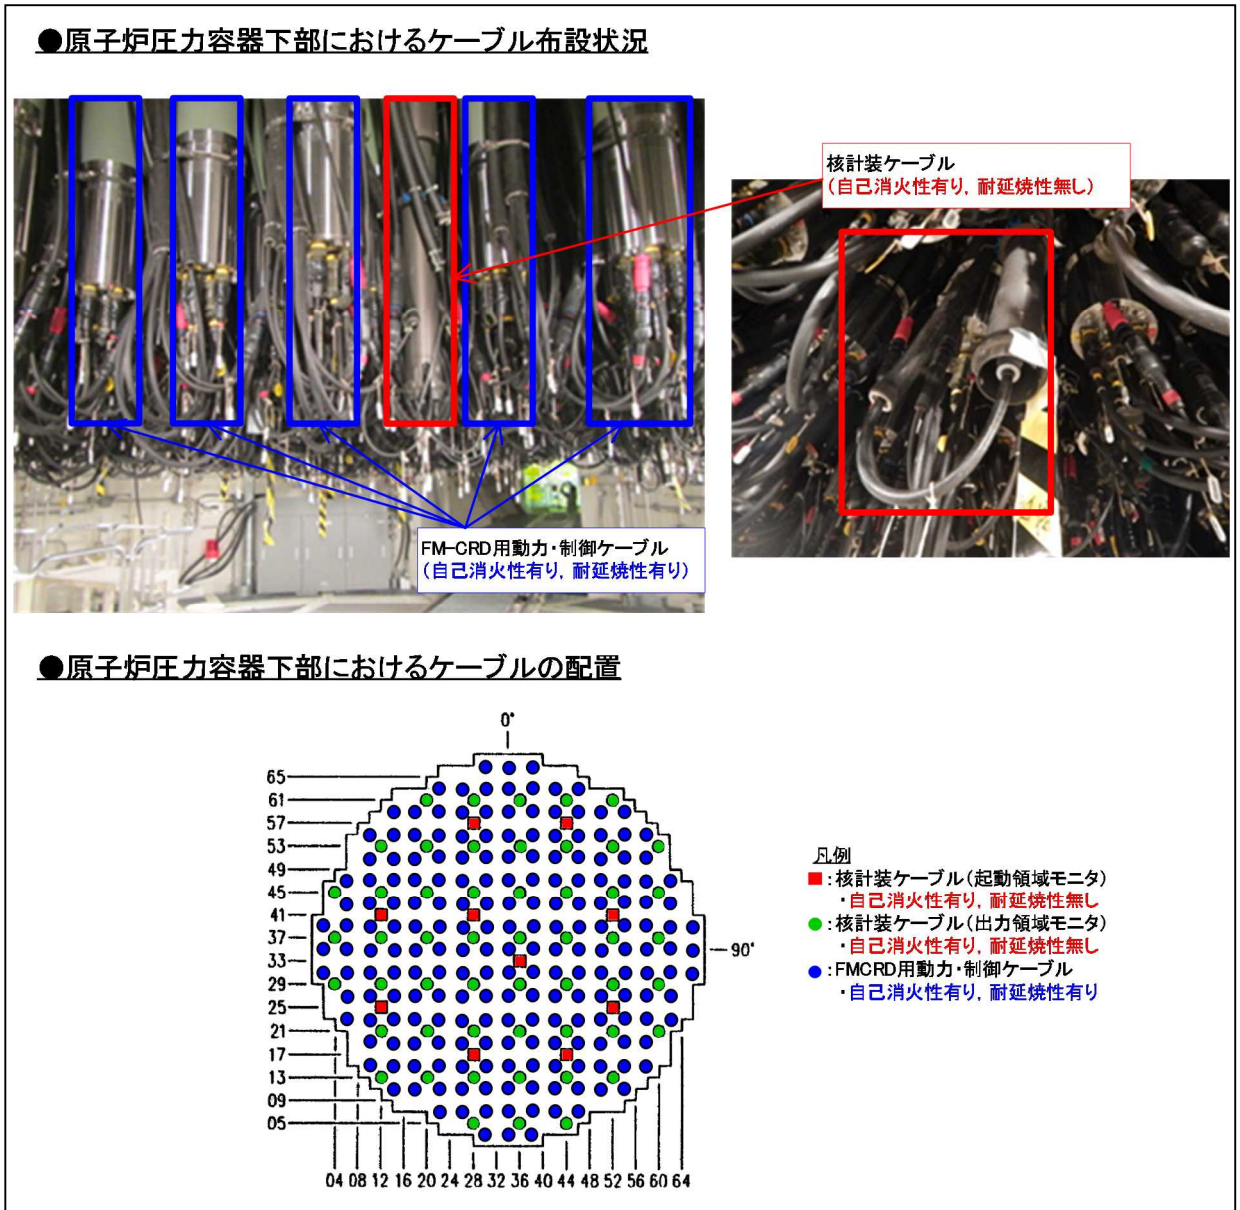 ●原子炉圧力容器下部におけるケーブル布設状況
核計装ケーブル
(自己消火性有り, 耐延焼性無し)
FM-CRD用動力・制御ケーブル
(自己消火性有り, 耐延焼性有り)
●原子炉圧力容器下部におけるケーブルの配置
0°
65
61
57
53
49
45
41
37
33
29
25
21
17
13
09
05
90°
04 08 12 16 20 24 28 32 36 40 44 48 52 56 60 64
凡例
■:核計装ケーブル(起動領域モニタ)
・自己消火性有り, 耐延焼性無し
●:核計装ケーブル(出力領域モニタ)
・自己消火性有り, 耐延焼性無し
●:FMCRD用動力・制御ケーブル
・自己消火性有り, 耐延焼性有り